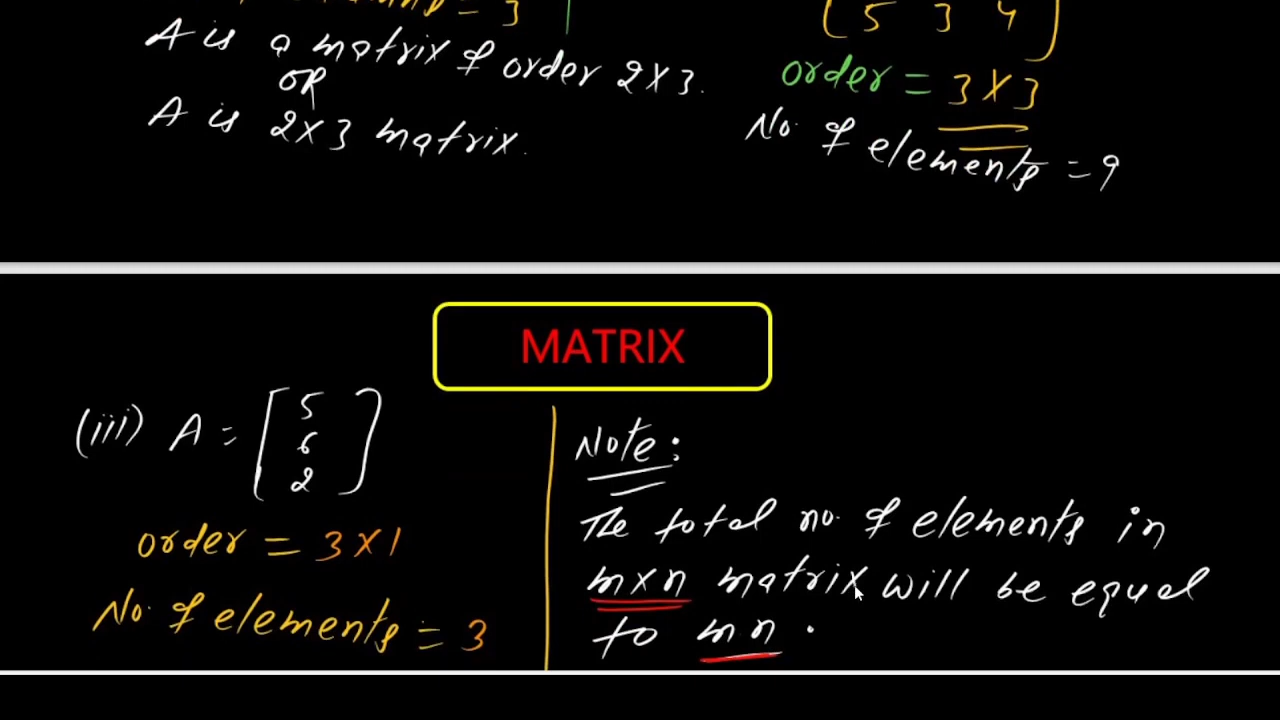 = 3
A is a matrix of order 2×3.
OR
A is 2×3 matrix.
5 3 4
order = 3×3
No. of elements = 9
MATRIX
(iii) A = [5
6
2]
order = 3×1
No. of elements = 3
Note:
The total no. of elements in
m×n matrix will be equal
to mn.